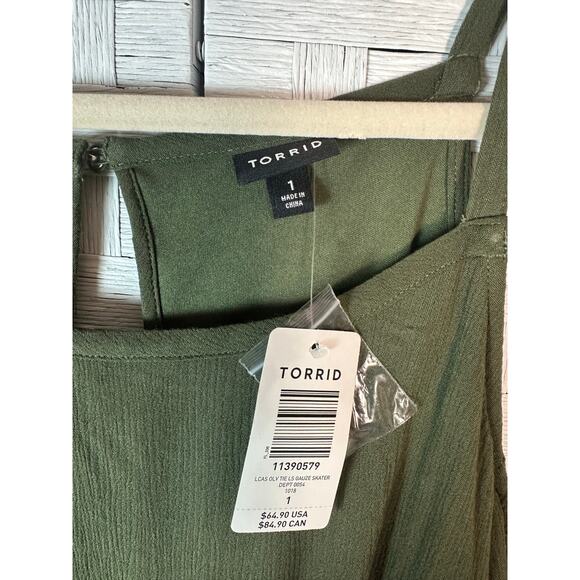 TORRID
1
MADE IN
CHINA
TORRID
11390579
LCAS OLV TIE LS GAUZE SKATER
DEPT 0054
1018
1
$64.90 USA
$84.90 CAN